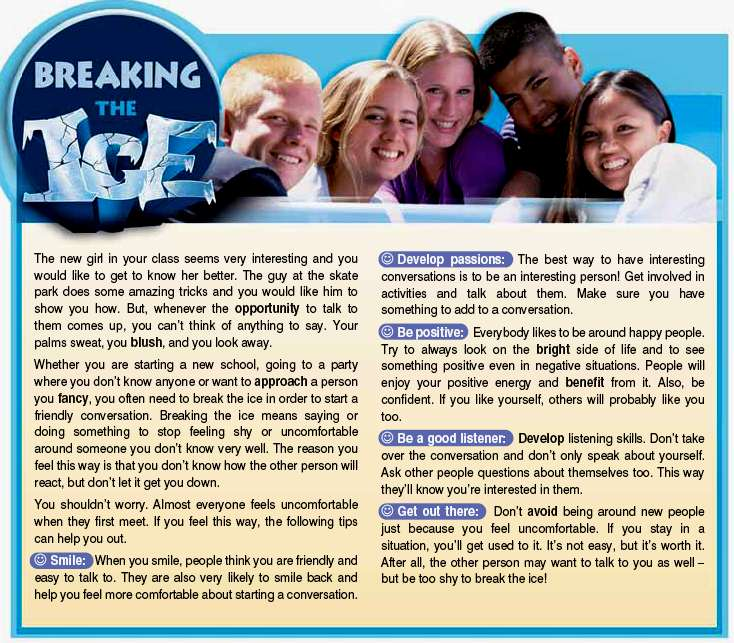 BREAKING
THE
ICE
The new girl in your class seems very interesting and you
would like to get to know her better. The guy at the skate
park does some amazing tricks and you would like him to
show you how. But, whenever the opportunity to talk to
them comes up, you can't think of anything to say. Your
palms sweat, you blush, and you look away.
Whether you are starting a new school, going to a party
where you don't know anyone or want to approach a person
you fancy, you often need to break the ice in order to start a
friendly conversation. Breaking the ice means saying or
doing something to stop feeling shy or uncomfortable
around someone you don't know very well. The reason you
feel this way is that you don't know how the other person will
react, but don't let it get you down.
You shouldn't worry. Almost everyone feels uncomfortable
when they first meet. If you feel this way, the following tips
can help you out.
Smile: When you smile, people think you are friendly and
easy to talk to. They are also very likely to smile back and
help you feel more comfortable about starting a conversation.
Develop passions: The best way to have interesting
conversations is to be an interesting person! Get involved in
activities and talk about them. Make sure you have
something to add to a conversation.
Be positive: Everybody likes to be around happy people.
Try to always look on the bright side of life and to see
something positive even in negative situations. People will
enjoy your positive energy and benefit from it. Also, be
confident. If you like yourself, others will probably like you
too.
Be a good listener: Develop listening skills. Don't take
over the conversation and don't only speak about yourself.
Ask other people questions about themselves too. This way
they'll know you're interested in them.
Get out there: Don't avoid being around new people
just because you feel uncomfortable. If you stay in a
situation, you'll get used to it. It's not easy, but it's worth it.
After all, the other person may want to talk to you as well –
but be too shy to break the ice!